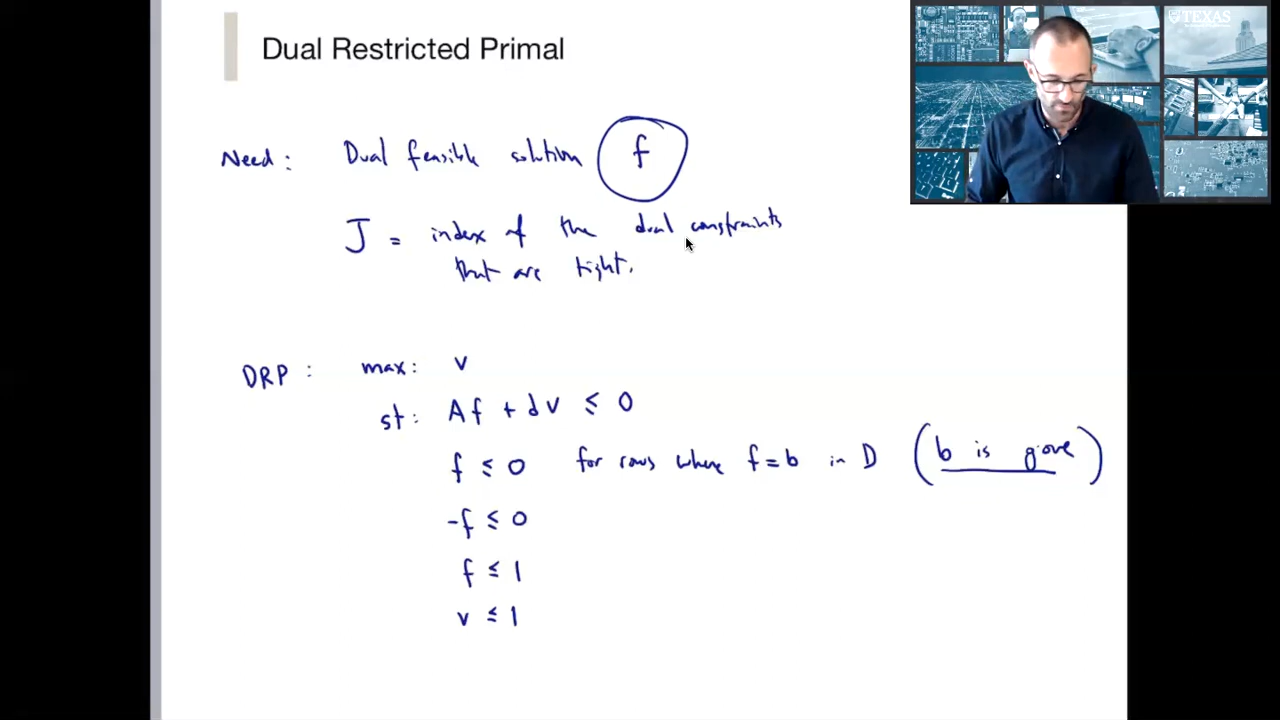 Dual Restricted Primal
TEXAS
Need: Dual feasible solution f
J = index of the dual constraints
that are tight.
DRP: max: v
st: Af + dv ≤ 0
f ≤ 0 for rows where f=b in D (b is gone)
-f ≤ 0
f ≤ 1
v ≤ 1